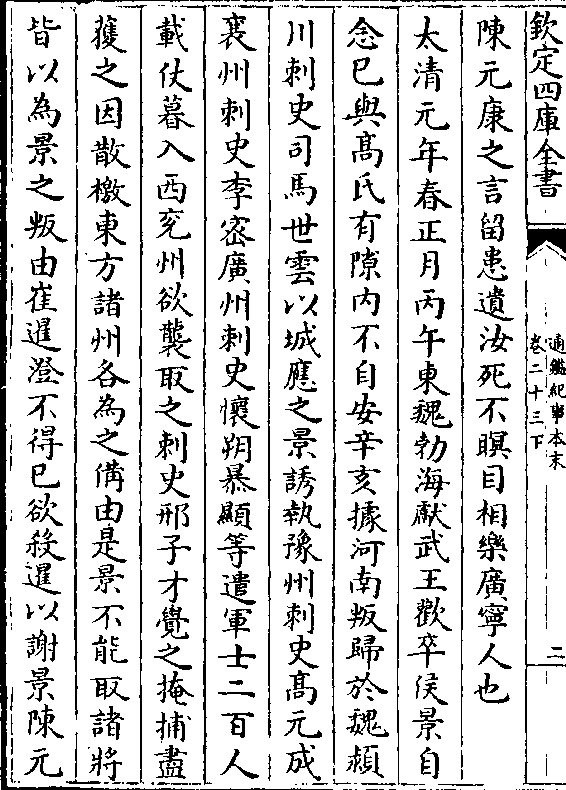 欽定四庫全書
通鑑紀事本末
卷二十三下
二
陳元康之言留患遺汝死不瞑目相樂廣寧人也
太清元年春正月丙午東魏勃海獻武王歡卒侯景自
念巳與髙氏有隙内不自安辛亥據河南叛歸於魏潁
川刺史司馬世雲以城應之景誘執豫州刺史髙元成
襄州刺史李宻廣州刺史懷朔暴顯等遣軍士二百人
載仗暮入西兖州欲襲取之刺史邢子才覺之掩捕盡
獲之因散檄東方諸州各為之備由是景不能取諸將
皆以為景之叛由崔暹澄不得已欲殺暹以謝景陳元